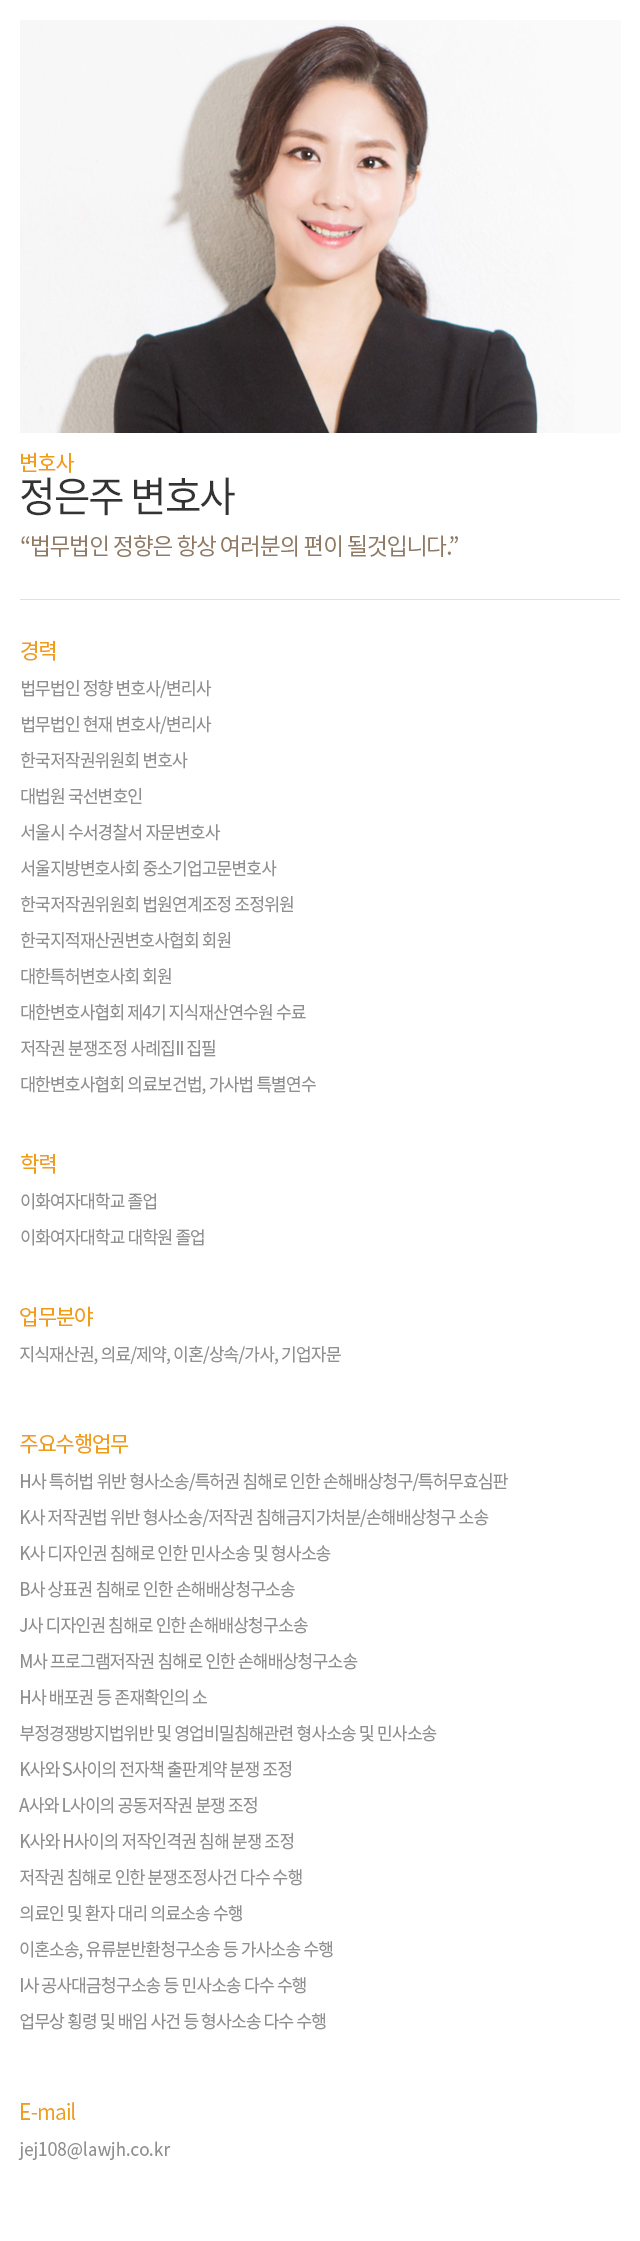 변호사
정은주 변호사
“법무법인 정향은 항상 여러분의 편이 될것입니다.”
경력
법무법인 정향 변호사/변리사
법무법인 현재 변호사/변리사
한국저작권위원회 변호사
대법원 국선변호인
서울시 수서경찰서 자문변호사
서울지방변호사회 중소기업고문변호사
한국저작권위원회 법원연계조정 조정위원
한국지적재산권변호사협회 회원
대한특허변호사회 회원
대한변호사협회 제4기 지식재산연수원 수료
저작권 분쟁조정 사례집II 집필
대한변호사협회 의료보건법, 가사법 특별연수
학력
이화여자대학교 졸업
이화여자대학교 대학원 졸업
업무분야
지식재산권, 의료/제약, 이혼/상속/가사, 기업자문
주요수행업무
H사 특허법 위반 형사소송/특허권 침해로 인한 손해배상청구/특허무효심판
K사 저작권법 위반 형사소송/저작권 침해금지가처분/손해배상청구 소송
K사 디자인권 침해로 인한 민사소송 및 형사소송
B사 상표권 침해로 인한 손해배상청구소송
J사 디자인권 침해로 인한 손해배상청구소송
M사 프로그램저작권 침해로 인한 손해배상청구소송
H사 배포권 등 존재확인의 소
부정경쟁방지법위반 및 영업비밀침해관련 형사소송 및 민사소송
K사와 S사이의 전자책 출판계약 분쟁 조정
A사와 L사이의 공동저작권 분쟁 조정
K사와 H사이의 저작인격권 침해 분쟁 조정
저작권 침해로 인한 분쟁조정사건 다수 수행
의료인 및 환자 대리 의료소송 수행
이혼소송, 유류분반환청구소송 등 가사소송 수행
I사 공사대금청구소송 등 민사소송 다수 수행
업무상 횡령 및 배임 사건 등 형사소송 다수 수행
E-mail
jej108@lawjh.co.kr